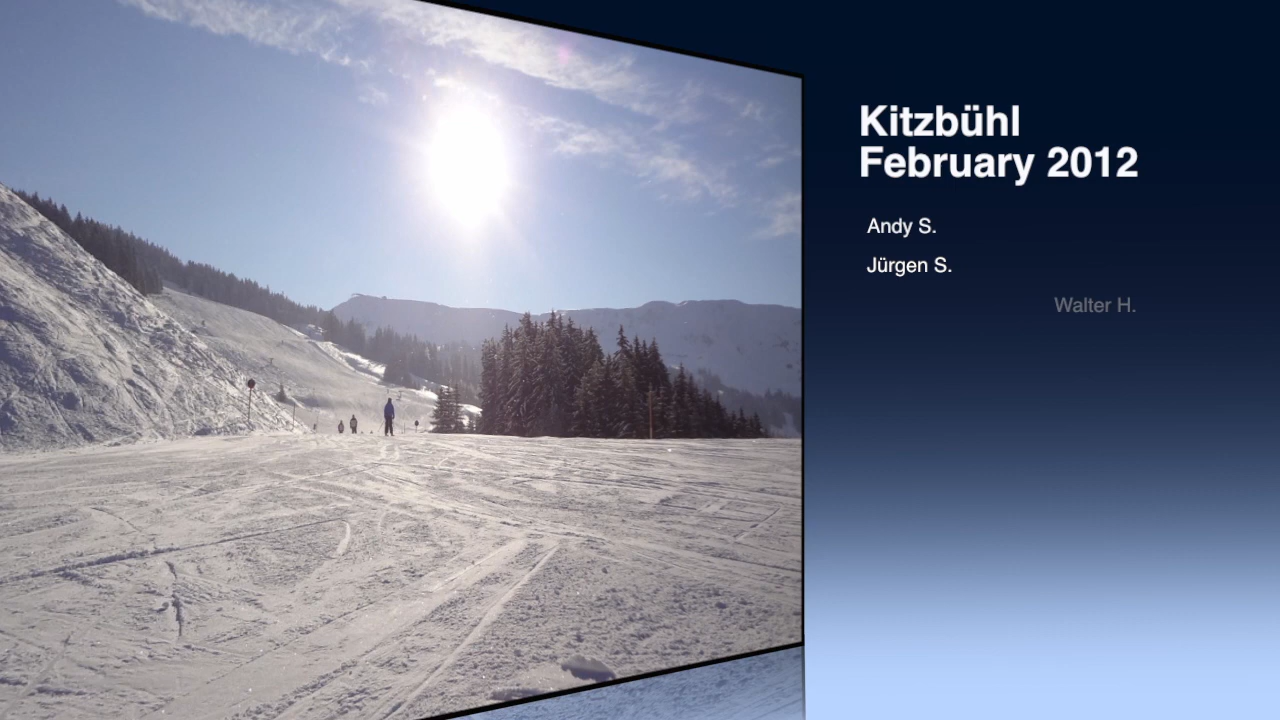 Kitzbühl
February 2012
Andy S.
Jürgen S.
Walter H.